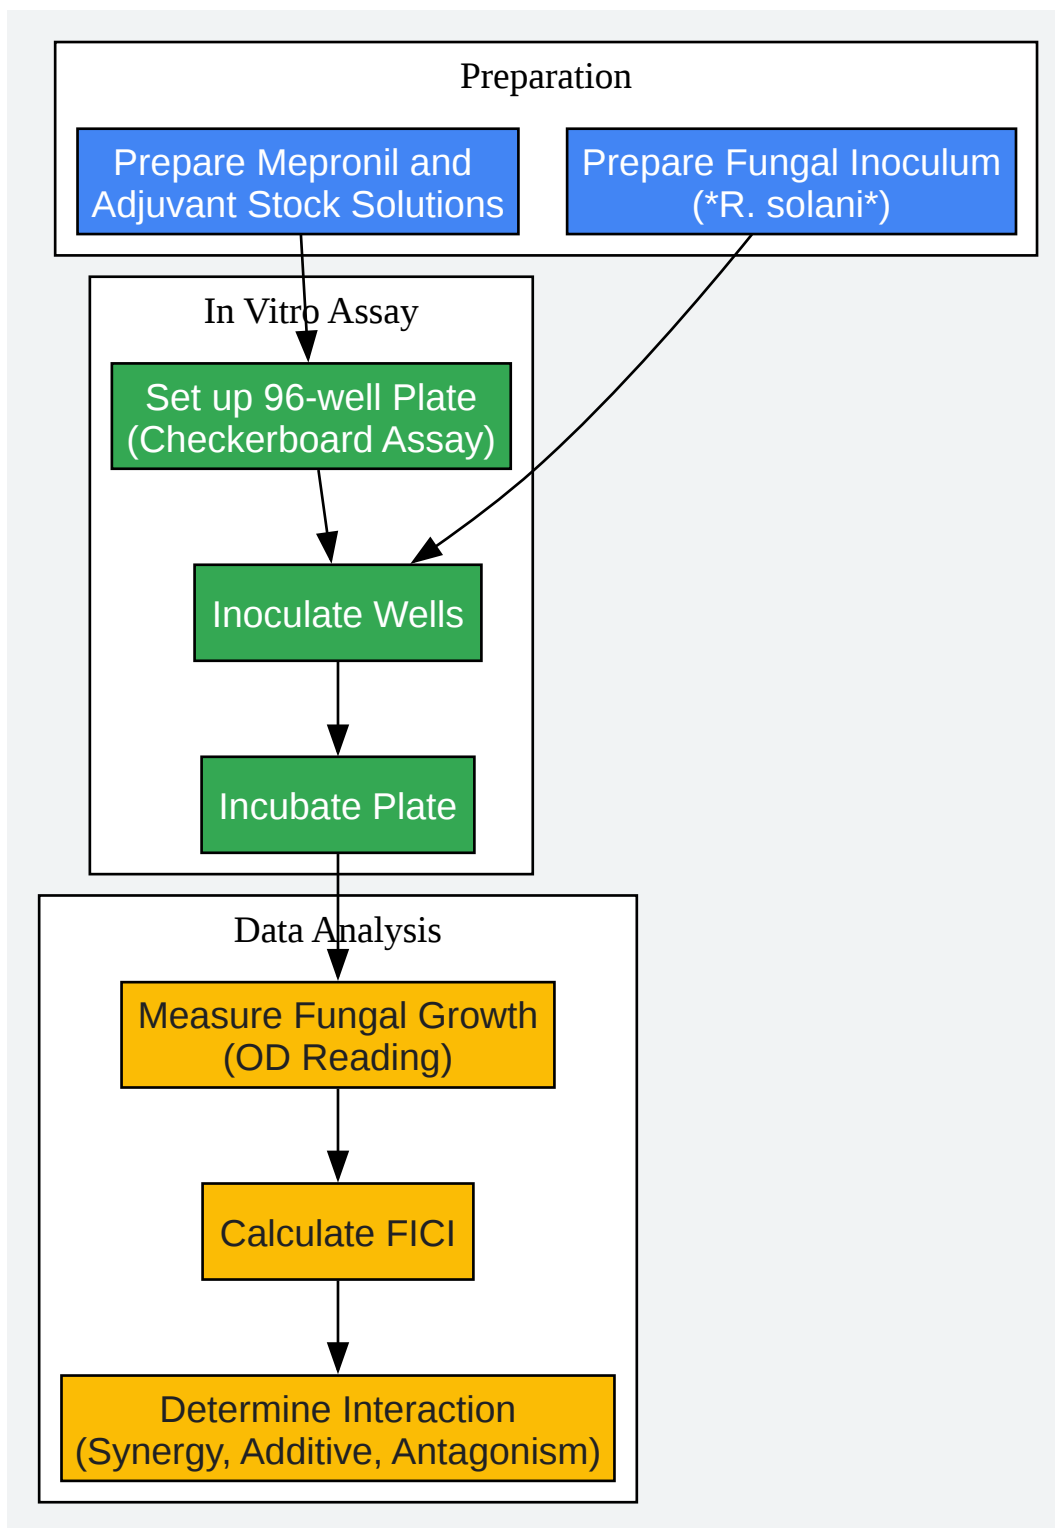 Preparation
Prepare Mepronil and
Adjuvant Stock Solutions
Prepare Fungal Inoculum
(*R. solani*)
In Vitro Assay
Set up 96-well Plate
(Checkerboard Assay)
Inoculate Wells
Incubate Plate
Data Analysis
Measure Fungal Growth
(OD Reading)
Calculate FICI
Determine Interaction
(Synergy, Additive, Antagonism)